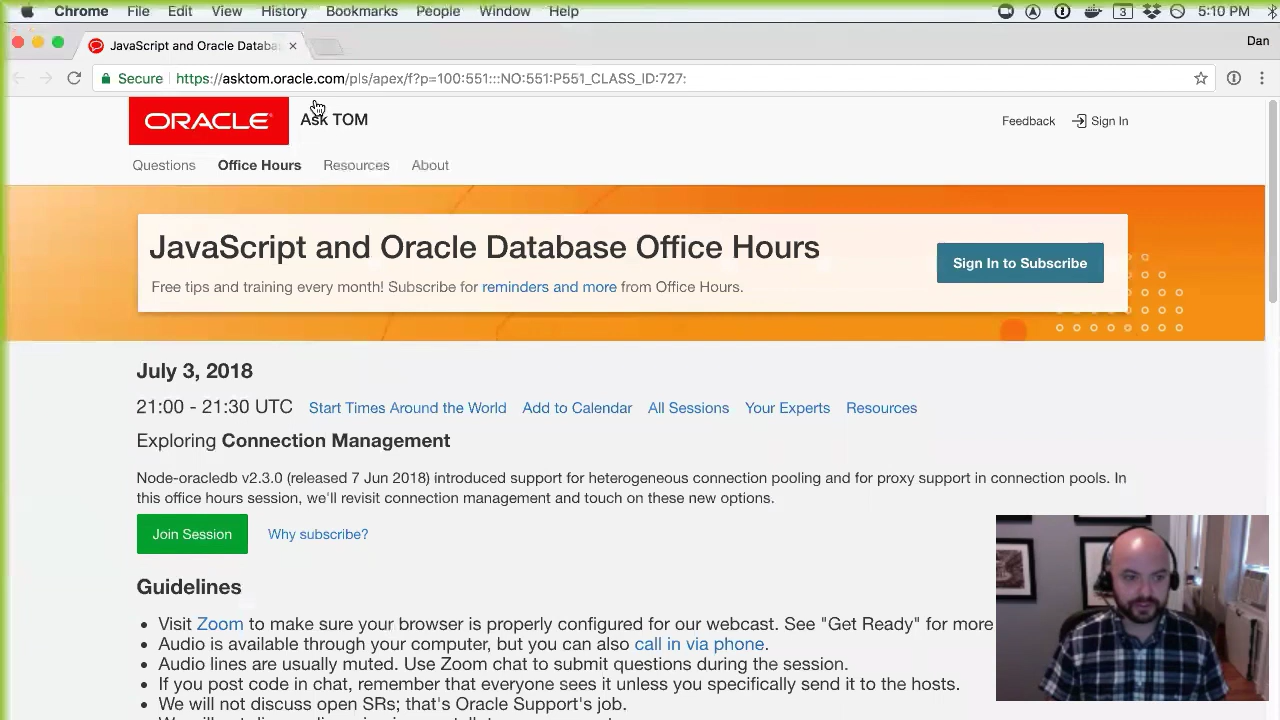 Chrome File Edit View History Bookmarks People Window Help 3 5:10 PM
JavaScript and Oracle Databa
Dan
Secure https://asktom.oracle.com/pls/apex/f?p=100:551:::NO:551:P551_CLASS_ID:727:
ORACLE Ask TOM
Feedback Sign In
Questions Office Hours Resources About
JavaScript and Oracle Database Office Hours
Sign In to Subscribe
Free tips and training every month! Subscribe for reminders and more from Office Hours.
July 3, 2018
21:00 - 21:30 UTC Start Times Around the World Add to Calendar All Sessions Your Experts Resources
Exploring Connection Management
Node-oracledb v2.3.0 (released 7 Jun 2018) introduced support for heterogeneous connection pooling and for proxy support in connection pools. In
this office hours session, we'll revisit connection management and touch on these new options.
Join Session Why subscribe?
Guidelines
• Visit Zoom to make sure your browser is properly configured for our webcast. See "Get Ready" for more
• Audio is available through your computer, but you can also call in via phone.
• Audio lines are usually muted. Use Zoom chat to submit questions during the session.
• If you post code in chat, remember that everyone sees it unless you specifically send it to the hosts.
• We will not discuss open SRs; that's Oracle Support's job.